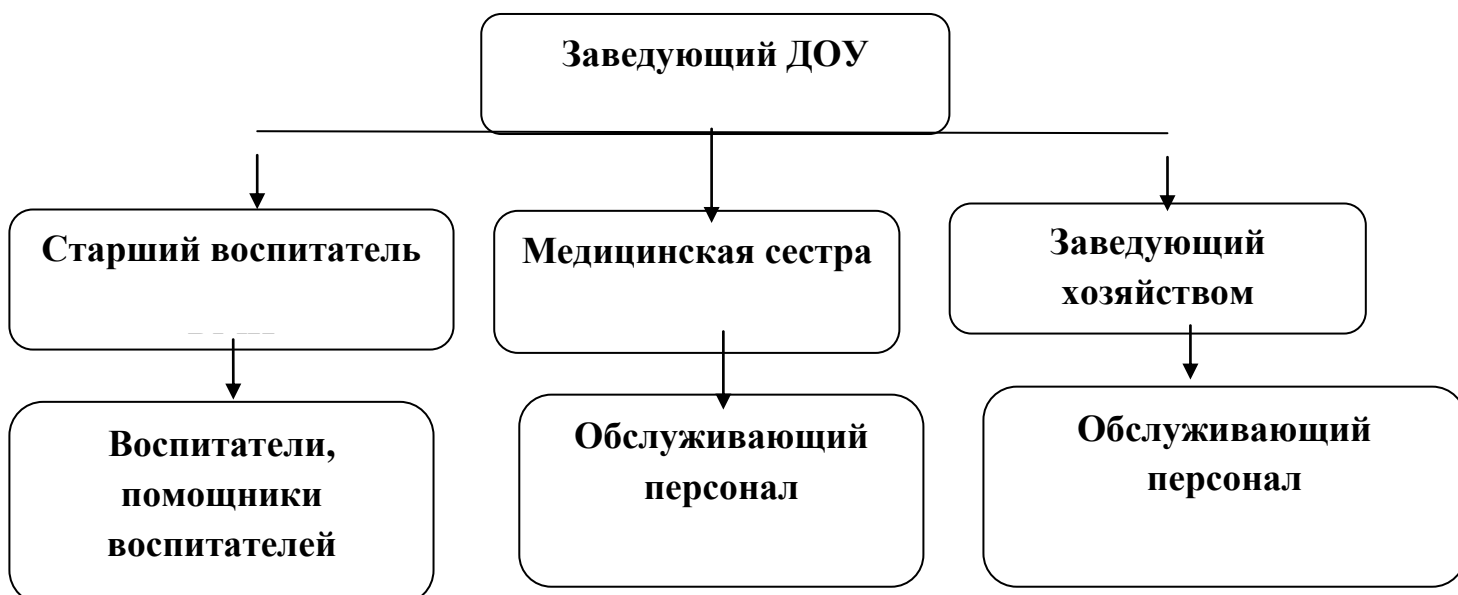 Заведующий ДОУ
Старший воспитатель
Медицинская сестра
Заведующий
хозяйством
Воспитатели,
помощники
воспитателей
Обслуживающий
персонал
Обслуживающий
персонал